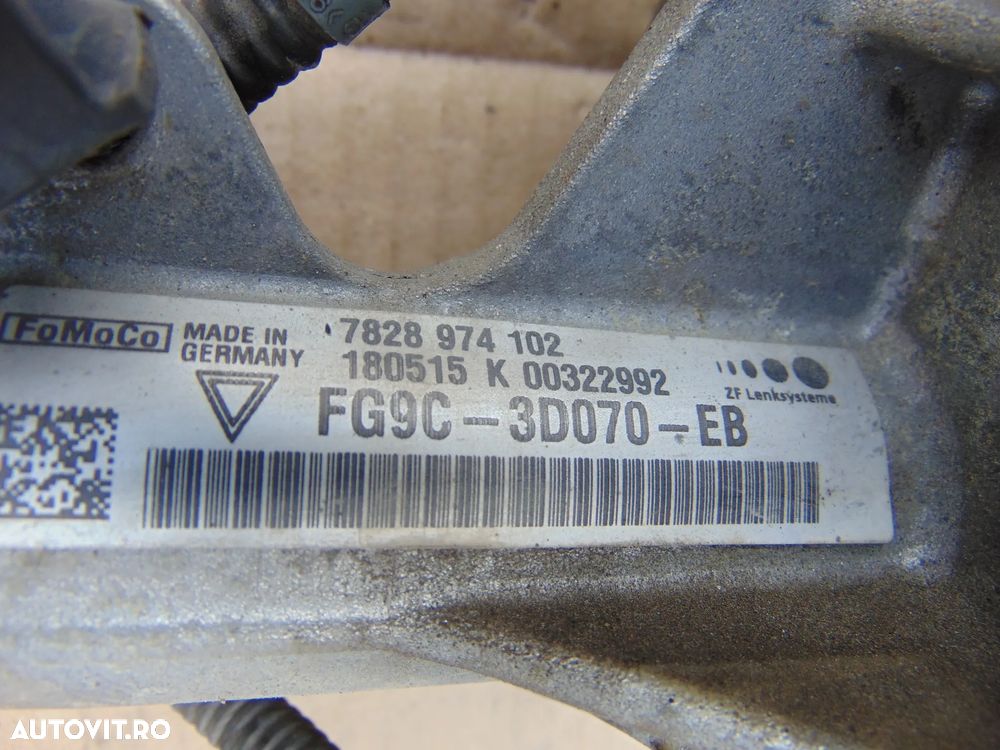 FoMoCo
MADE IN
GERMANY
7828 974 102
180515 K 00322992
ZF Lenksysteme
FG9C-3D070-EB
AUTOVIT.RO